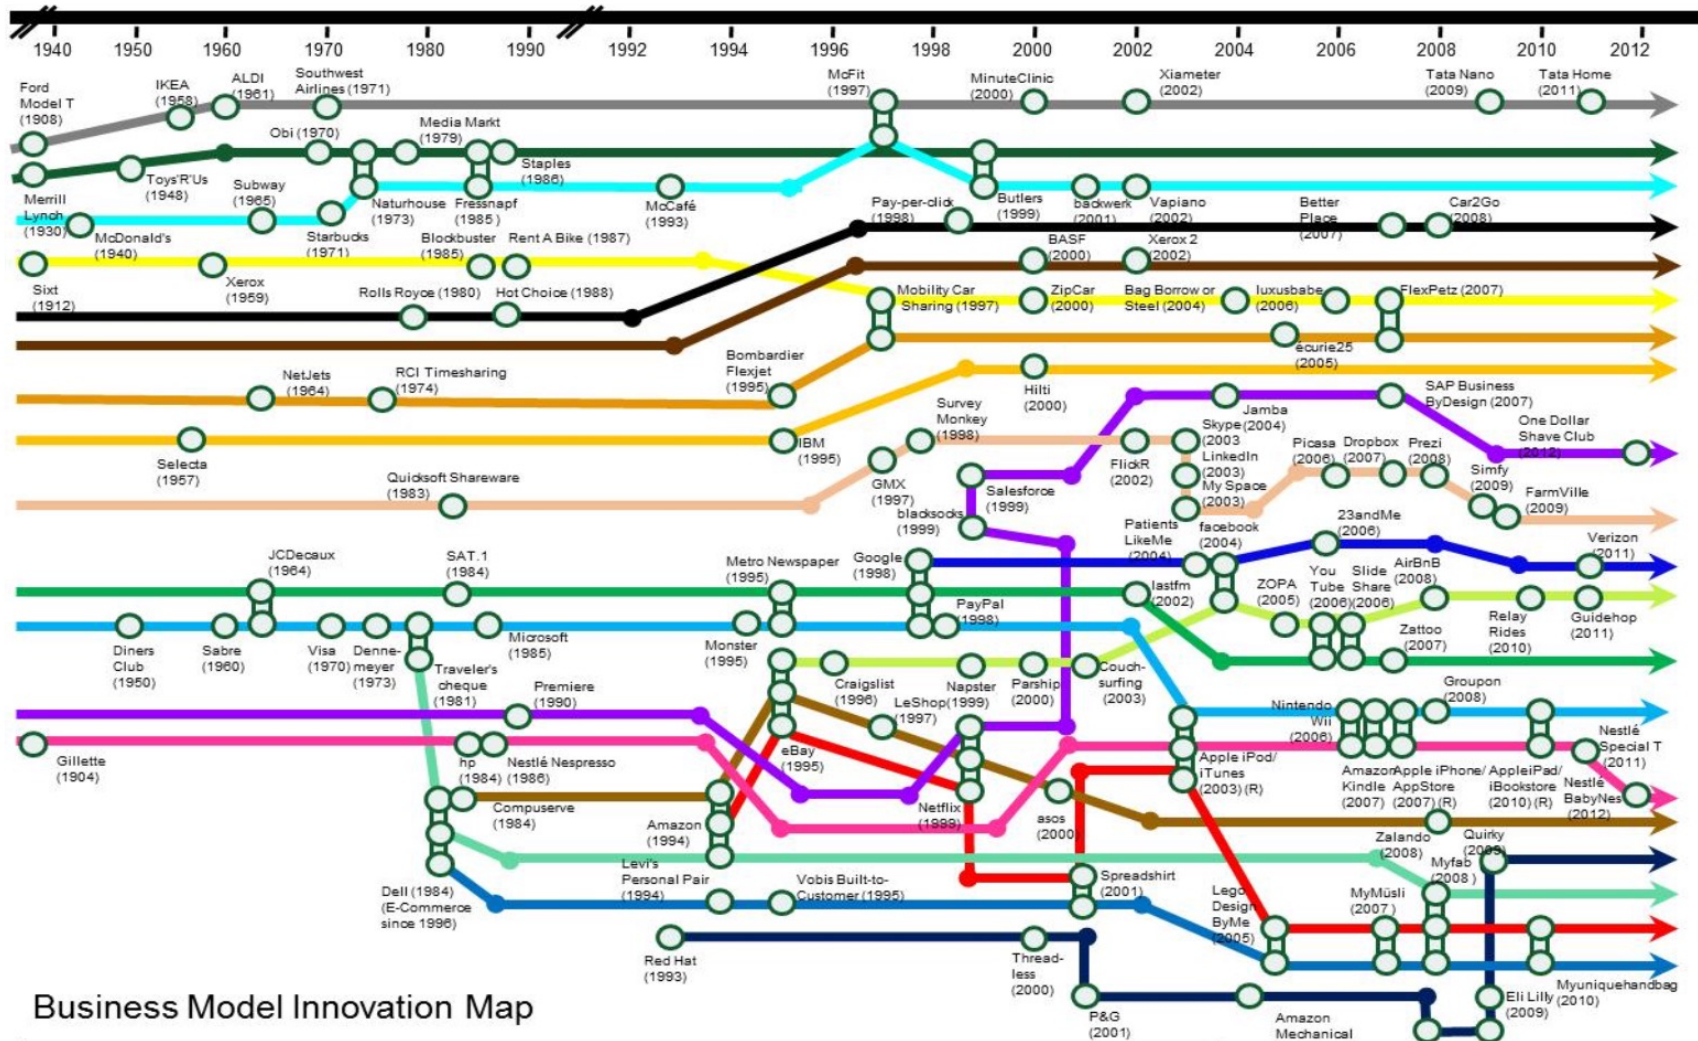 1940 1950 1960 1970 1980 1990 1992 1994 1996 1998 2000 2002 2004 2006 2008 2010 2012
Ford
Model T
(1908)
IKEA
(1958)
ALDI
(1961)
Southwest
Airlines (1971)
McFit
(1997)
MinuteClinic
(2000)
Xiameter
(2002)
Tata Nano
(2009)
Tata Home
(2011)
Merrill
Lynch
(1930)
Toys'R'Us
(1948)
Obi (1970)
Media Markt
(1979)
Staples
(1986)
McDonald's
(1940)
Subway
(1965)
Starbucks
(1971)
Naturhouse
(1973)
Fressnapf
(1985)
McCafé
(1993)
Butlers
(1999)
backwerk
(2001)
Vapiano
(2002)
Pay-per-click
(1998)
Better
Place
(2007)
Car2Go
(2008)
Sixt
(1912)
Xerox
(1959)
Blockbuster
(1985)
Rent A Bike (1987)
Rolls Royce (1980)
Hot Choice (1988)
BASF
(2000)
Xerox 2
(2002)
Mobility Car
Sharing (1997)
ZipCar
(2000)
Bag Borrow or
Steel (2004)
luxusbabe
(2006)
FlexPetz (2007)
NetJets
(1964)
RCI Timesharing
(1974)
Bombardier
Flexjet
(1995)
écurie25
(2005)
Selecta
(1957)
IBM
(1995)
Hilti
(2000)
Jamba
(2004)
SAP Business
ByDesign (2007)
One Dollar
Shave Club
(2012)
Quicksoft Shareware
(1983)
GMX
(1997)
Survey
Monkey
(1998)
FlickR
(2002)
Skype
(2003
LinkedIn
(2003)
My Space
(2003)
Picasa
(2006)
Dropbox
(2007)
Prezi
(2008)
Simfy
(2009)
FarmVille
(2009)
Salesforce
(1999)
blacksocks
(1999)
Patients
LikeMe
(2004)
facebook
(2004)
23andMe
(2006)
Verizon
(2011)
JCDecaux
(1964)
SAT.1
(1984)
Metro Newspaper
(1995)
Google
(1998)
lastfm
(2002)
ZOPA
(2005)
You
Tube
(2006)
Slide
Share
(2006)
AirBnB
(2008)
Relay
Rides
(2010)
Guidehop
(2011)
Zattoo
(2007)
Diners
Club
(1950)
Sabre
(1960)
Visa
(1970)
Denne-
meyer
(1973)
Traveler's
cheque
(1981)
Microsoft
(1985)
Monster
(1995)
PayPal
(1998)
Craigslist
(1996)
Napster
(1999)
Parship
(2000)
Couch-
surfing
(2003)
Premiere
(1990)
LeShop
(1997)
Nintendo
Wii
(2006)
Groupon
(2008)
Gillette
(1904)
hp
(1984)
Nestlé Nespresso
(1986)
Compuserve
(1984)
eBay
(1995)
Apple iPod/
iTunes
(2003) (R)
Amazon
Kindle
(2007)
Apple iPhone/
AppStore
(2007) (R)
AppleiPad/
iBookstore
(2010) (R)
Nestlé
Special T
(2011)
Nestlé
BabyNes
(2012)
Amazon
(1994)
Netflix
(1999)
asos
(2000)
Zalando
(2008)
Quirky
(2009)
Dell (1984)
(E-Commerce
since 1996)
Levi's
Personal Pair
(1994)
Vobis Built-to-
Customer (1995)
Spreadshirt
(2001)
Lego
Design
ByMe
(2005)
MyMüsli
(2007)
Myfab
2008)
Myuniquehandbag
(2010)
Red Hat
(1993)
Thread-
less
(2000)
P&G
(2001)
Amazon
Mechanical
Eli Lilly
(2009)
Business Model Innovation Map